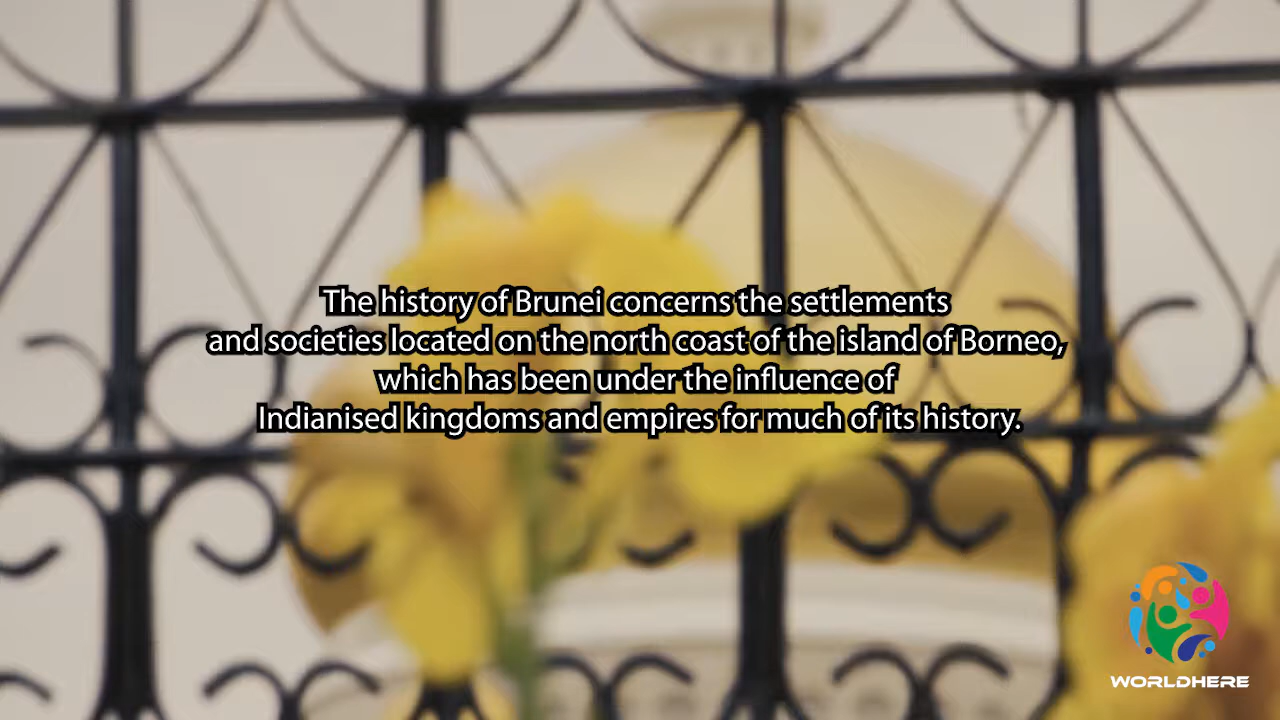 The history of Brunei concerns the settlements
and societies located on the north coast of the island of Borneo,
which has been under the influence of
Indianised kingdoms and empires for much of its history.
WORLDHERE